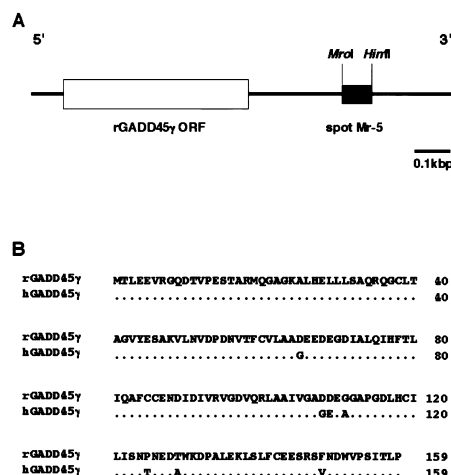 A
5'
3'
MroI HinfI
rGADD45γ ORF
spot Mr-5
0.1kbp
B
rGADD45γ MTLEEVRGQDTVPESTARMQGAGKALHELLLSAQRQGCLT 40
hGADD45γ ........................................ 40
rGADD45γ AGVYESAKVLNVDPDNVTFCVLAADEEDEGDIALQIHFTL 80
hGADD45γ ........................G............... 80
rGADD45γ IQAFCCENDIDIVRVGDVQRLAAIVGADDEGGAPGDLHCI 120
hGADD45γ ...........................GE.A......... 120
rGADD45γ LISNPNEDTWKDPALEKLSLFCEESRSFNDWVPSITLP 159
hGADD45γ ....T...A..................V.......... 159